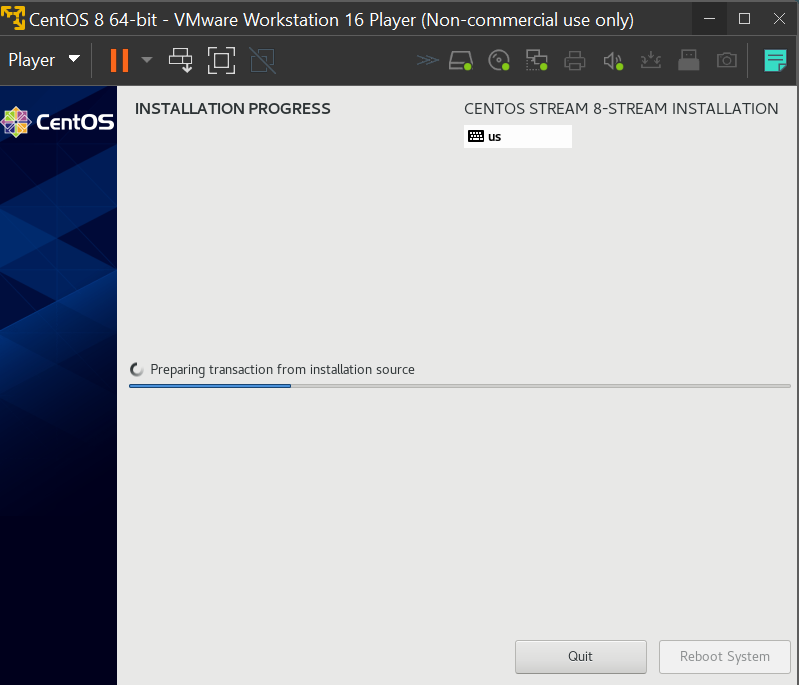 CentOS 8 64-bit - VMware Workstation 16 Player (Non-commercial use only)
Player
CentOS
INSTALLATION PROGRESS
CENTOS STREAM 8-STREAM INSTALLATION
us
Preparing transaction from installation source
Quit
Reboot System